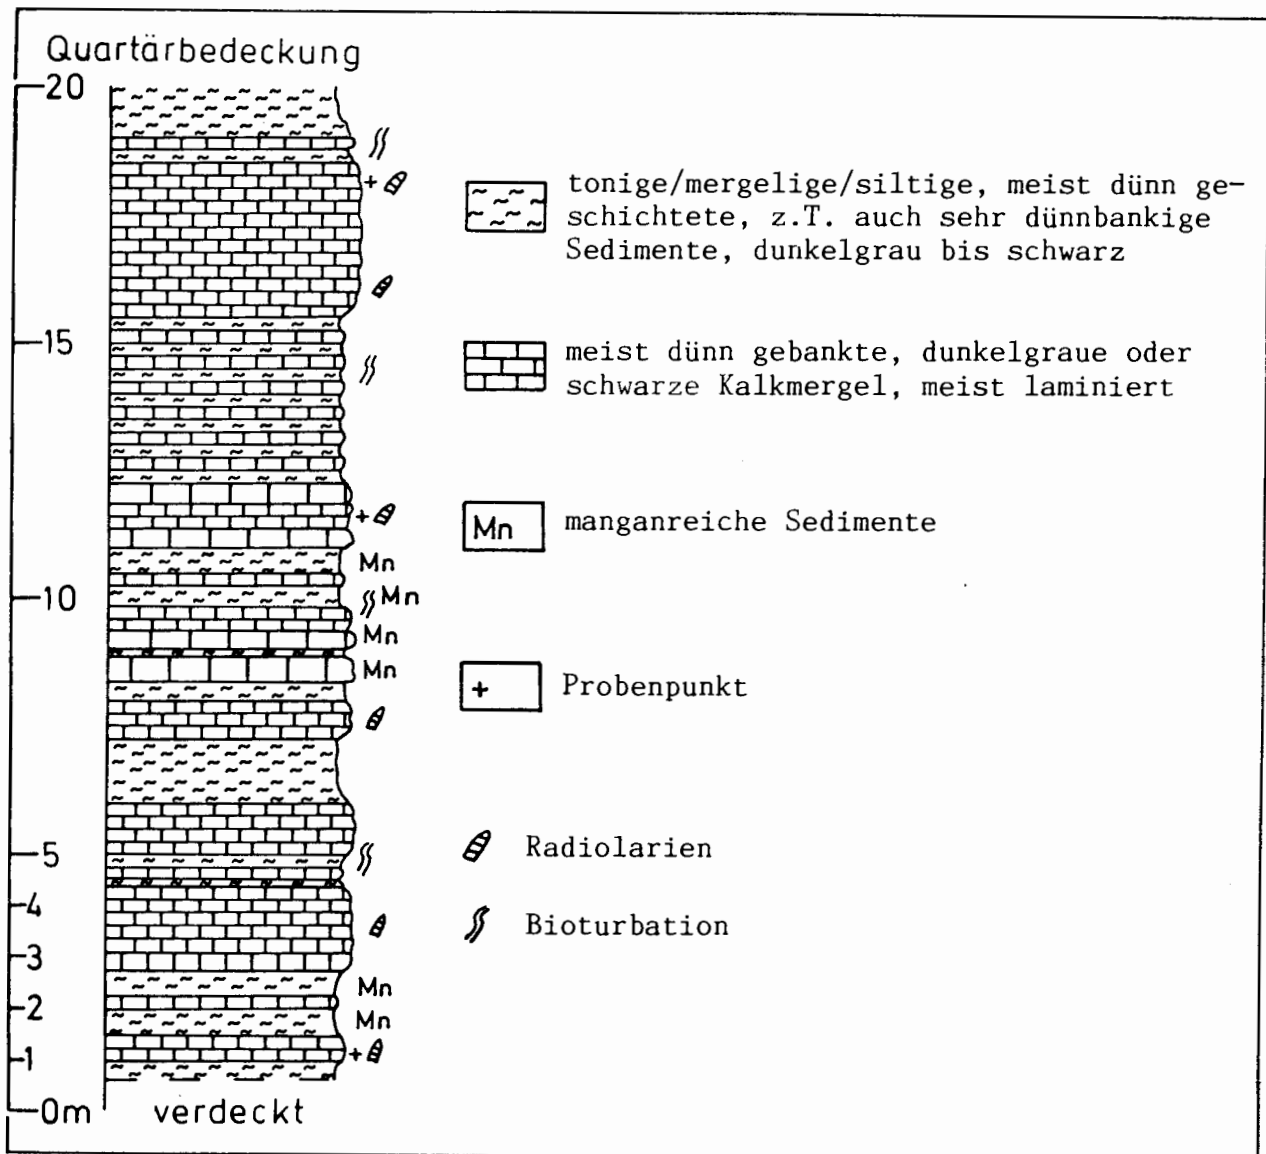 Quartärbedeckung
20
15
10
5
4
3
2
1
0m
verdeckt
+
+
Mn
Mn
Mn
Mn
Mn
Mn
+
tonige/mergelige/siltige, meist dünn ge-
schichtete, z.T. auch sehr dünnbankige
Sedimente, dunkelgrau bis schwarz
meist dünn gebankte, dunkelgraue oder
schwarze Kalkmergel, meist laminiert
Mn manganreiche Sedimente
+ Probenpunkt
Radiolarien
Bioturbation